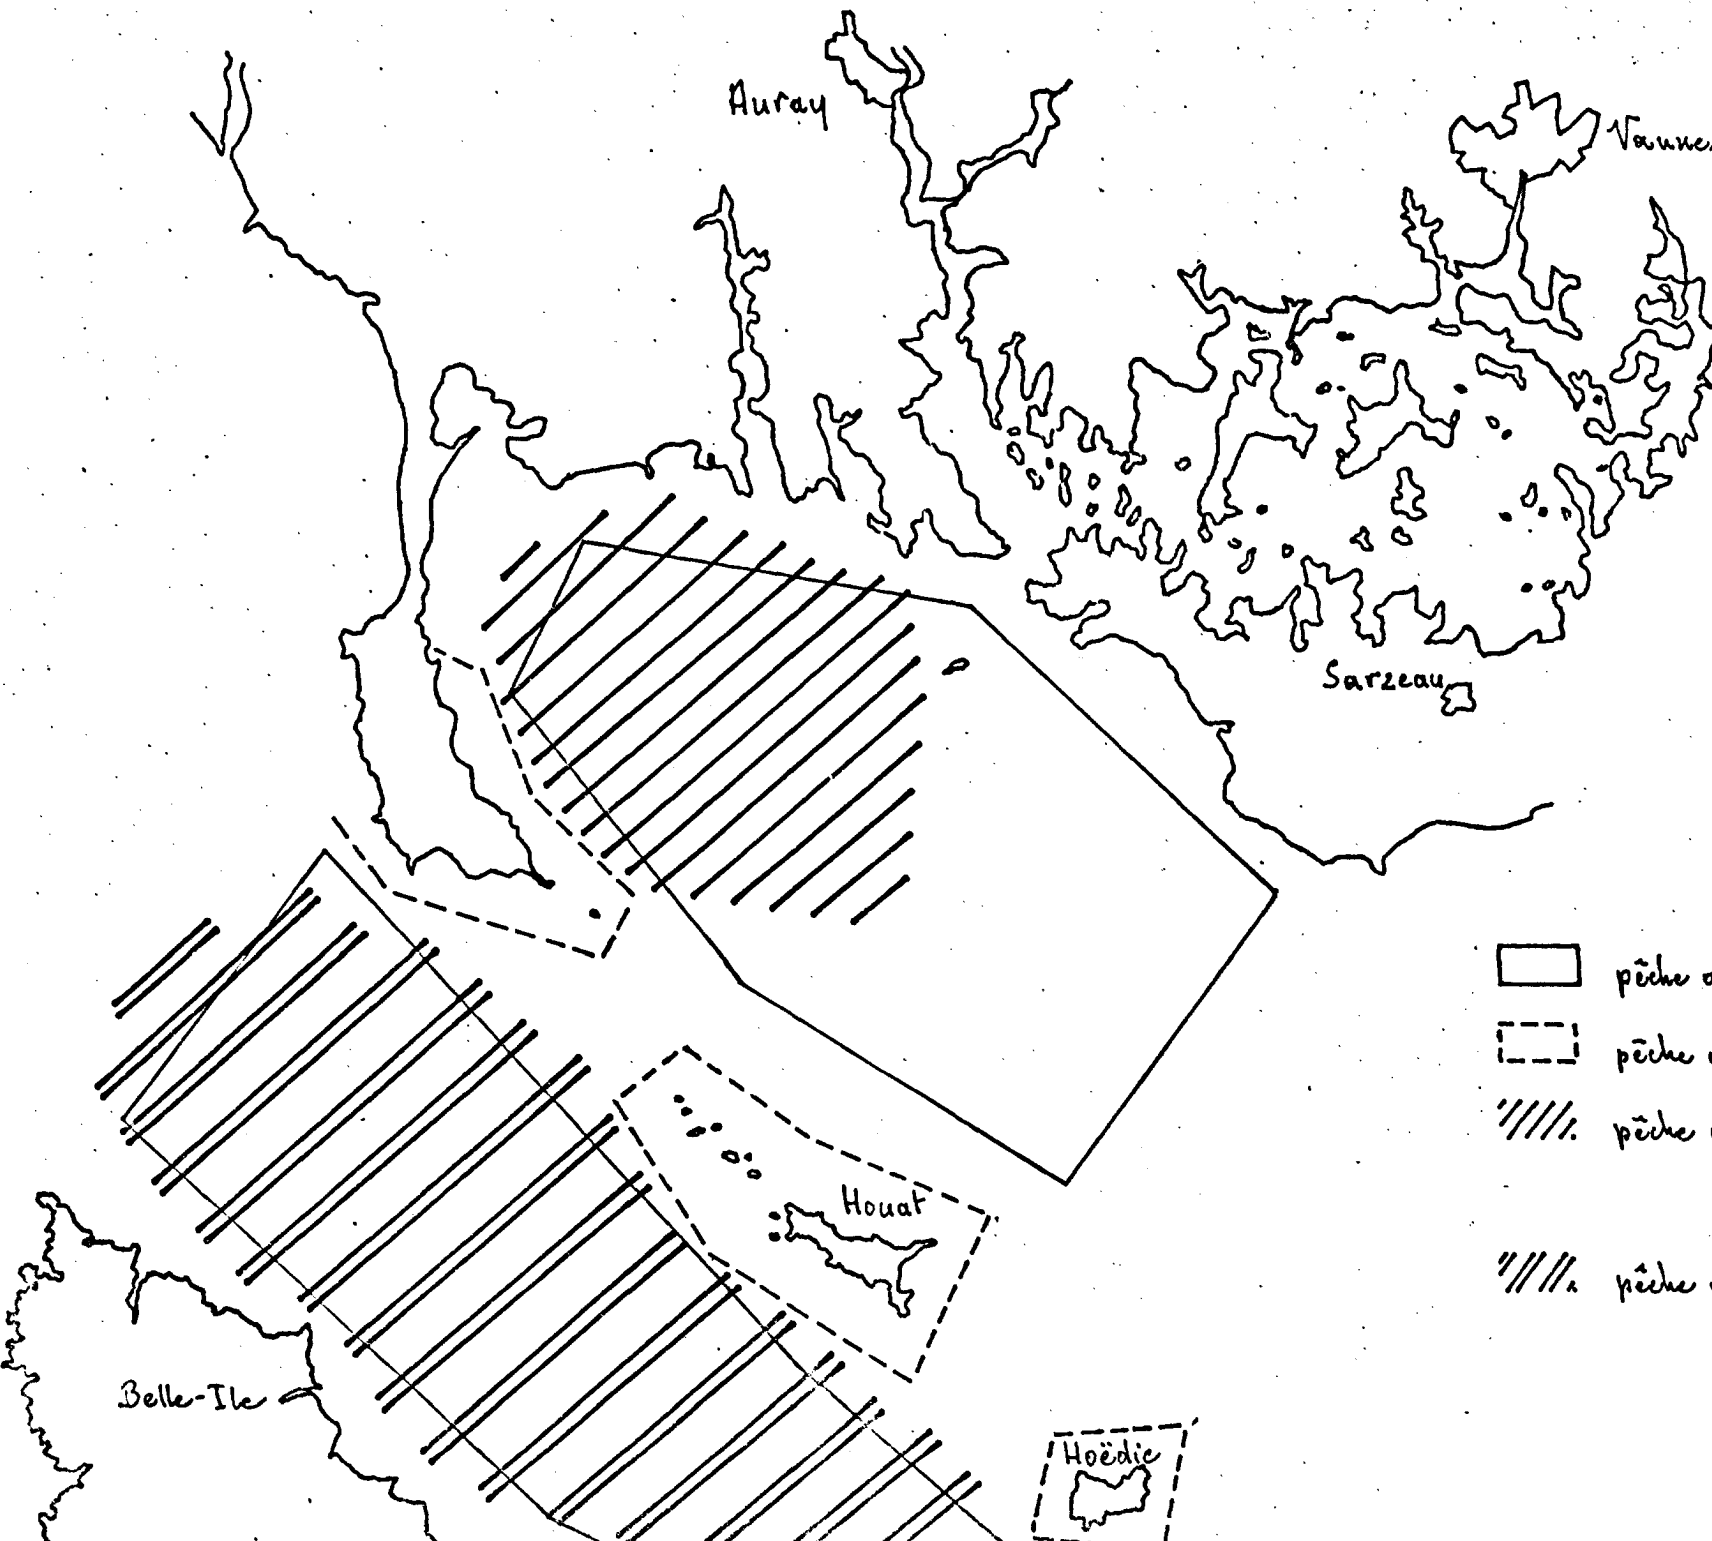 Auray
Vannes
Sarzeau
pêche
pêche
pêche
Houat
pêche
Belle-Ile
Hoëdic